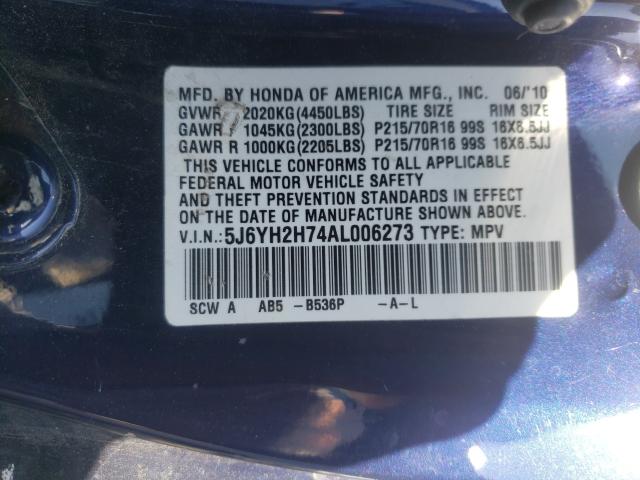 MFD. BY HONDA OF AMERICA MFG., INC. 06/'10
GVWR 2020KG(4450LBS) TIRE SIZE RIM SIZE
GAWR 1045KG(2300LBS) P215/70R16 99S 16X6.5JJ
GAWR R 1000KG(2205LBS) P215/70R16 99S 16X6.5JJ
THIS VEHICLE CONFORMS TO ALL APPLICABLE
FEDERAL MOTOR VEHICLE SAFETY
AND THEFT PREVENTION STANDARDS IN EFFECT
ON THE DATE OF MANUFACTURE SHOWN ABOVE.
V.I.N.:5J6YH2H74AL006273 TYPE: MPV
SCW A AB5 -B536P -A-L